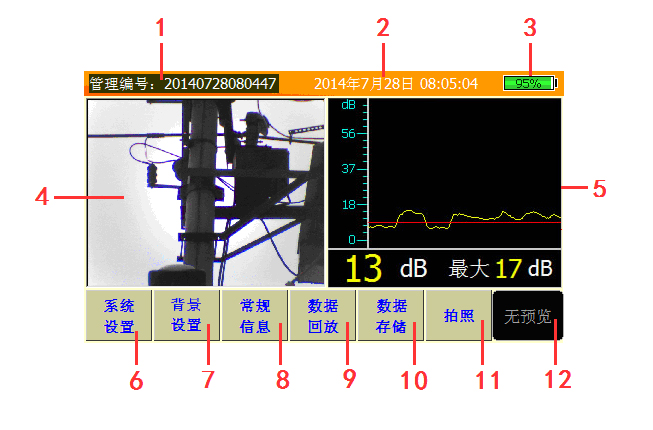 1
2
3
管理编号：20140728080447
2014年7月28日 08:05:04
95%
dB
56
37
18
0
4
5
13 dB 最大 17 dB
系统
设置
背景
设置
常规
信息
数据
回放
数据
存储
拍照
无预览
6
7
8
9
10
11
12